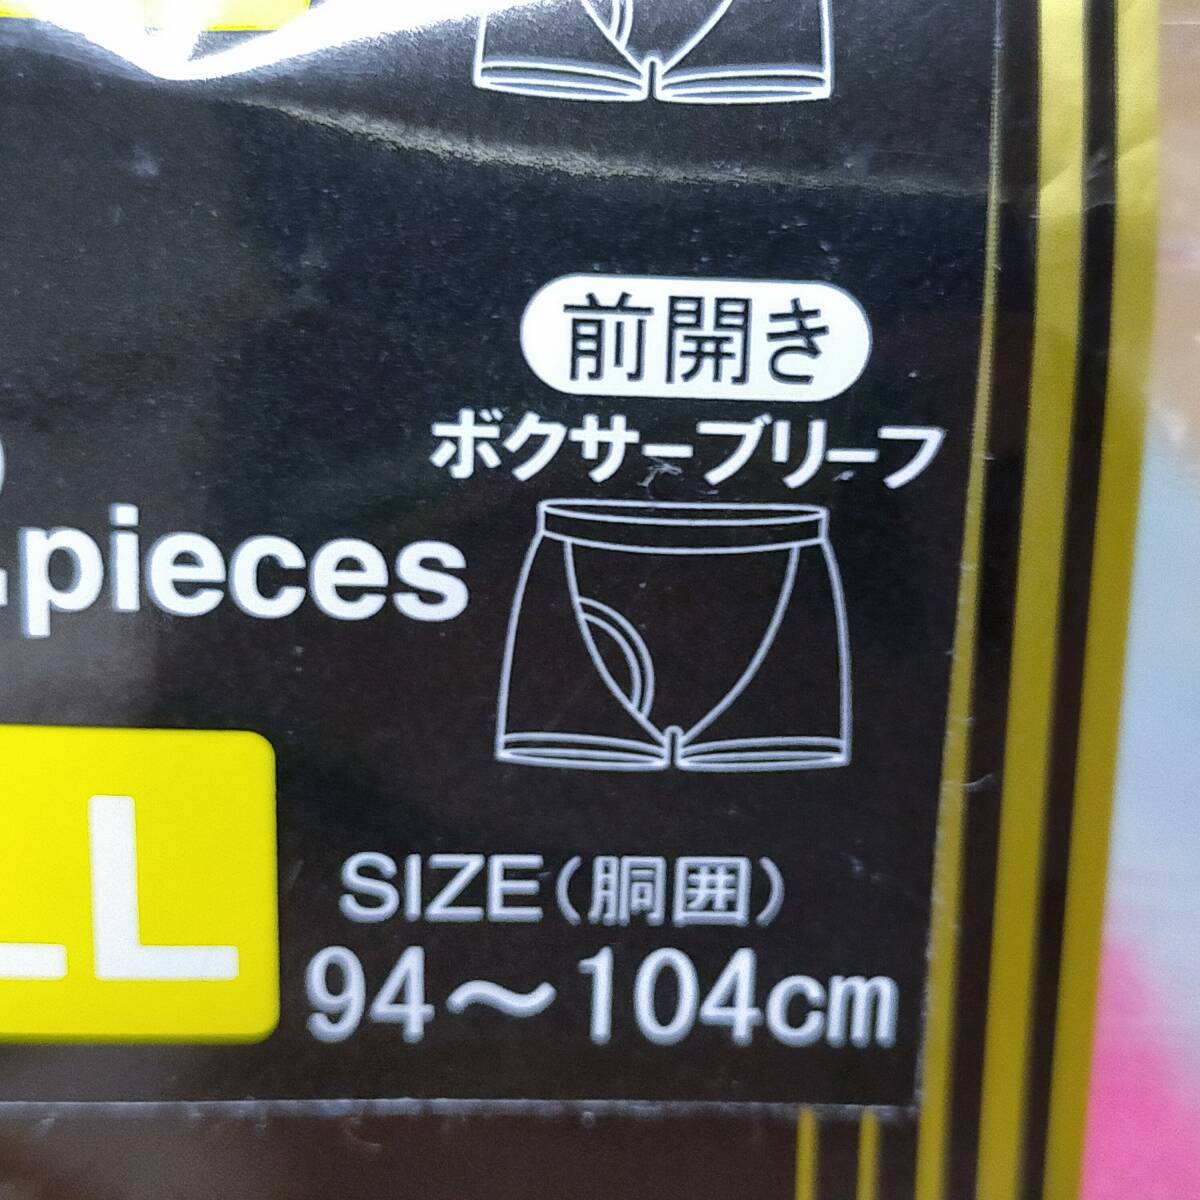 前開き
ボクサーブリーフ
pieces
LL
SIZE(胴囲)
94～104cm